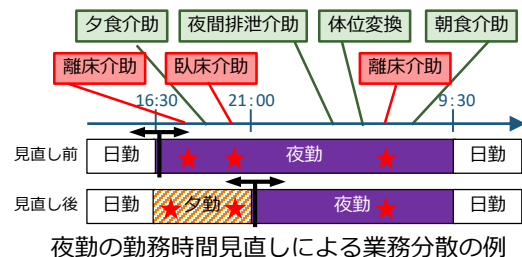 夕食介助 夜間排泄介助 体位変換 朝食介助
離床介助 臥床介助 離床介助
16:30 21:00 9:30
見直し前 日勤 夜勤 日勤
見直し後 日勤 夕勤 夜勤 日勤
夜勤の勤務時間見直しによる業務分散の例